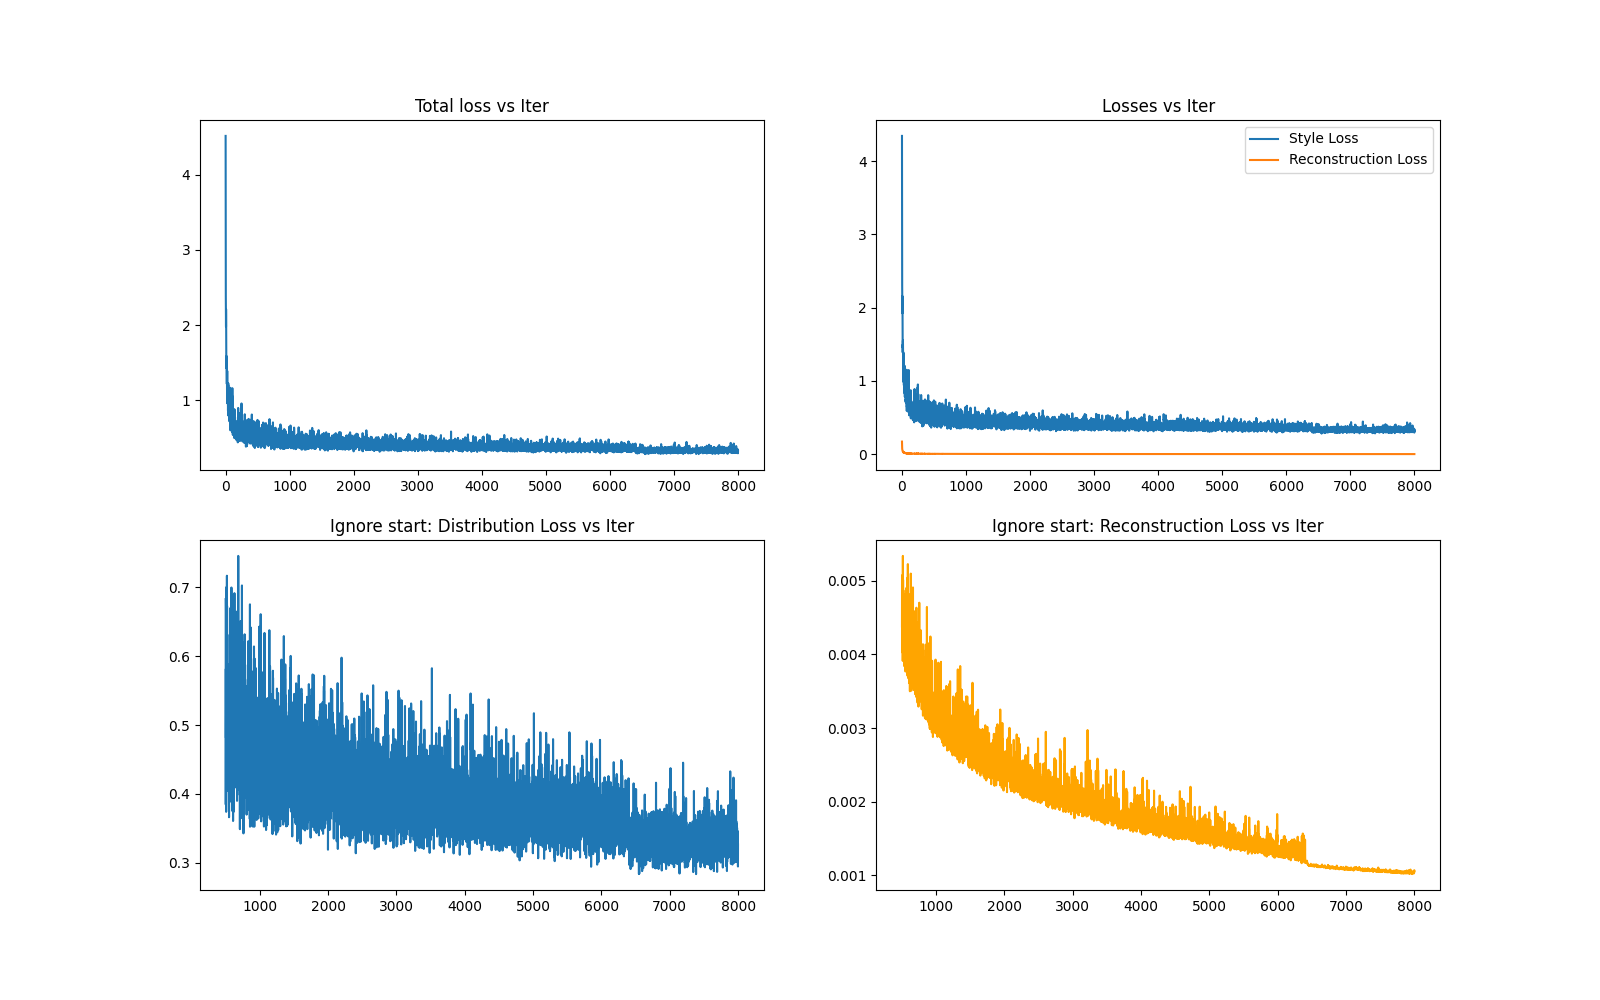 Total loss vs Iter
4
3
2
1
0 1000 2000 3000 4000 5000 6000 7000 8000
Losses vs Iter
Style Loss
Reconstruction Loss
4
3
2
1
0
0 1000 2000 3000 4000 5000 6000 7000 8000
Ignore start: Distribution Loss vs Iter
0.7
0.6
0.5
0.4
0.3
1000 2000 3000 4000 5000 6000 7000 8000
Ignore start: Reconstruction Loss vs Iter
0.005
0.004
0.003
0.002
0.001
1000 2000 3000 4000 5000 6000 7000 8000